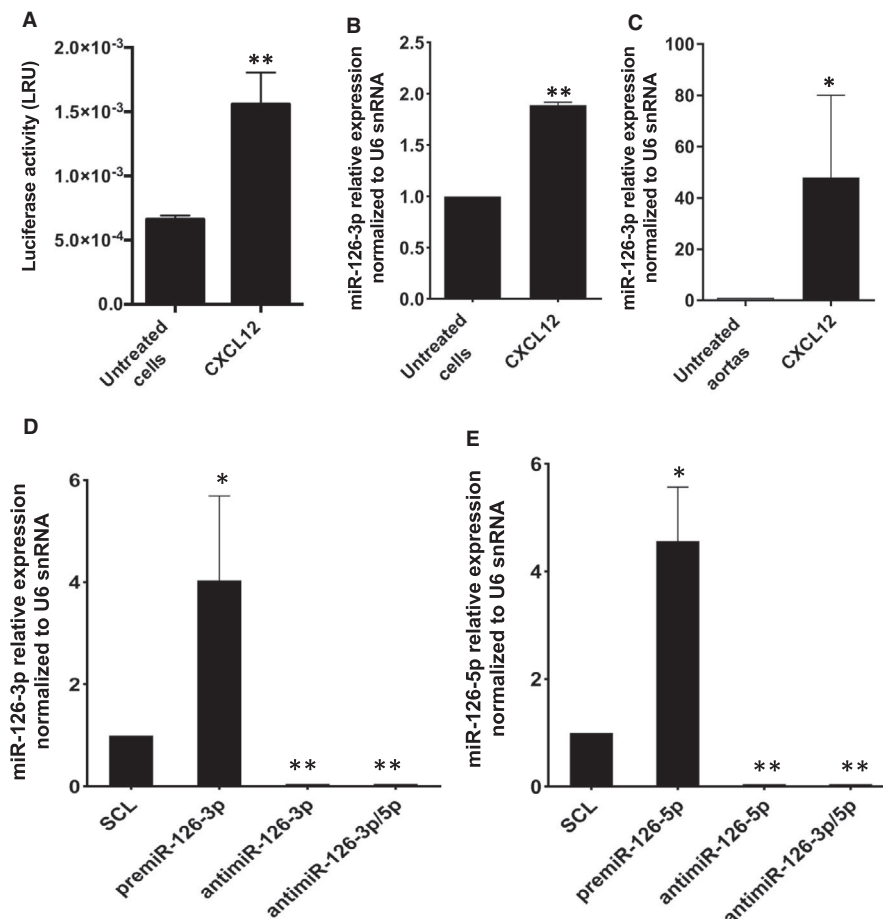 A
Luciferase activity (LRU)
2.0×10-3
1.5×10-3
1.0×10-3
5.0×10-4
0.0
**
Untreated
cells
CXCL12
B
miR-126-3p relative expression
normalized to U6 snRNA
2.5
2.0
1.5
1.0
0.5
0.0
**
Untreated
cells
CXCL12
C
miR-126-3p relative expression
normalized to U6 snRNA
100
80
60
40
20
0
*
Untreated
aortas
CXCL12
D
miR-126-3p relative expression
normalized to U6 snRNA
6
4
2
0
*
**
**
SCL
premiR-126-3p
antimiR-126-3p
antimiR-126-3p/5p
E
miR-126-5p relative expression
normalized to U6 snRNA
6
4
2
0
*
**
**
SCL
premiR-126-5p
antimiR-126-5p
antimiR-126-3p/5p